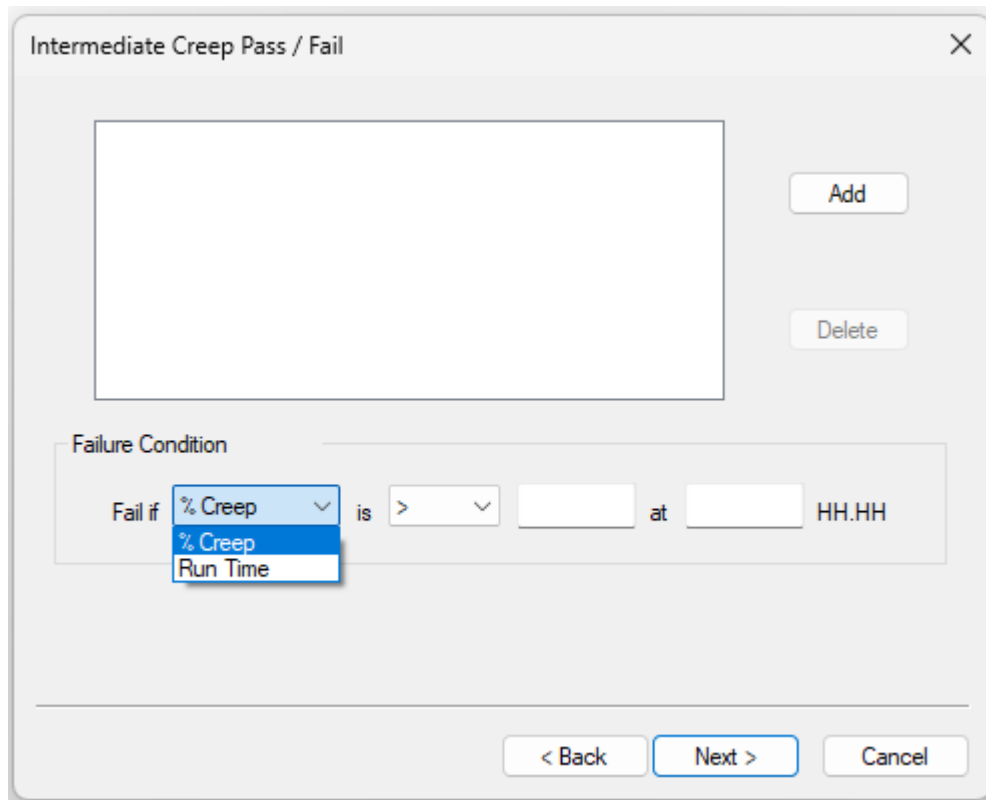 Intermediate Creep Pass / Fail
Add
Delete
Failure Condition
Fail if % Creep is > at HH.HH
% Creep
Run Time
< Back Next > Cancel